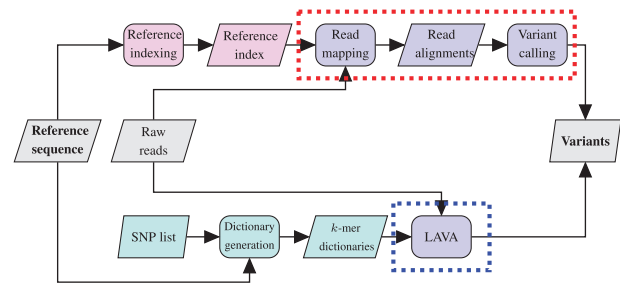 Reference
indexing
Reference
index
Read
mapping
Read
alignments
Variant
calling
Reference
sequence
Raw
reads
Variants
SNP list
Dictionary
generation
k-mer
dictionaries
LAVA